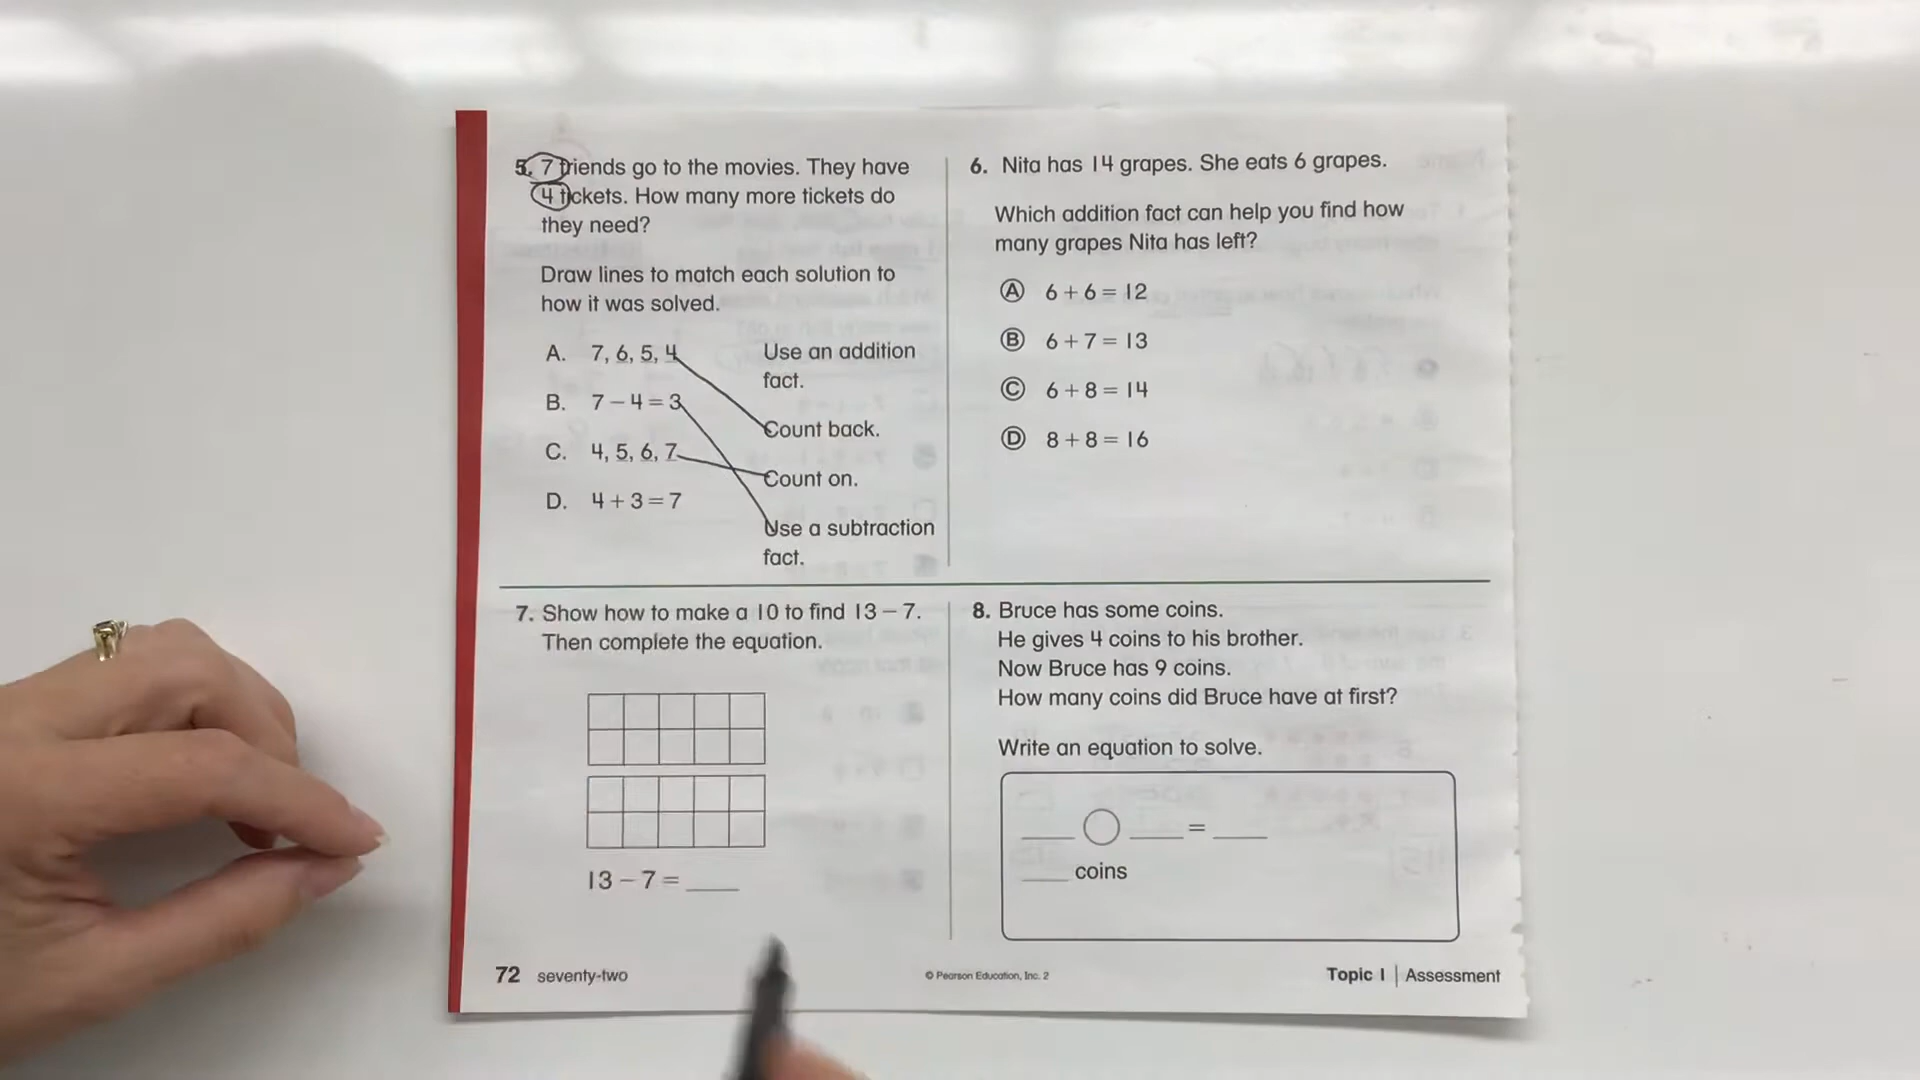 5. 7 friends go to the movies. They have
4 tickets. How many more tickets do
they need?
Draw lines to match each solution to
how it was solved.
A. 7, 6, 5, 4
Use an addition
fact.
B. 7 − 4 = 3
Count back.
C. 4, 5, 6, 7
Count on.
D. 4 + 3 = 7
Use a subtraction
fact.
6. Nita has 14 grapes. She eats 6 grapes.
Which addition fact can help you find how
many grapes Nita has left?
A 6 + 6 = 12
B 6 + 7 = 13
C 6 + 8 = 14
D 8 + 8 = 16
7. Show how to make a 10 to find 13 − 7.
Then complete the equation.
13 − 7 = ____
8. Bruce has some coins.
He gives 4 coins to his brother.
Now Bruce has 9 coins.
How many coins did Bruce have at first?
Write an equation to solve.
____ ◯ ____ = ____
____ coins
72 seventy-two
© Pearson Education, Inc. 2
Topic 1 | Assessment